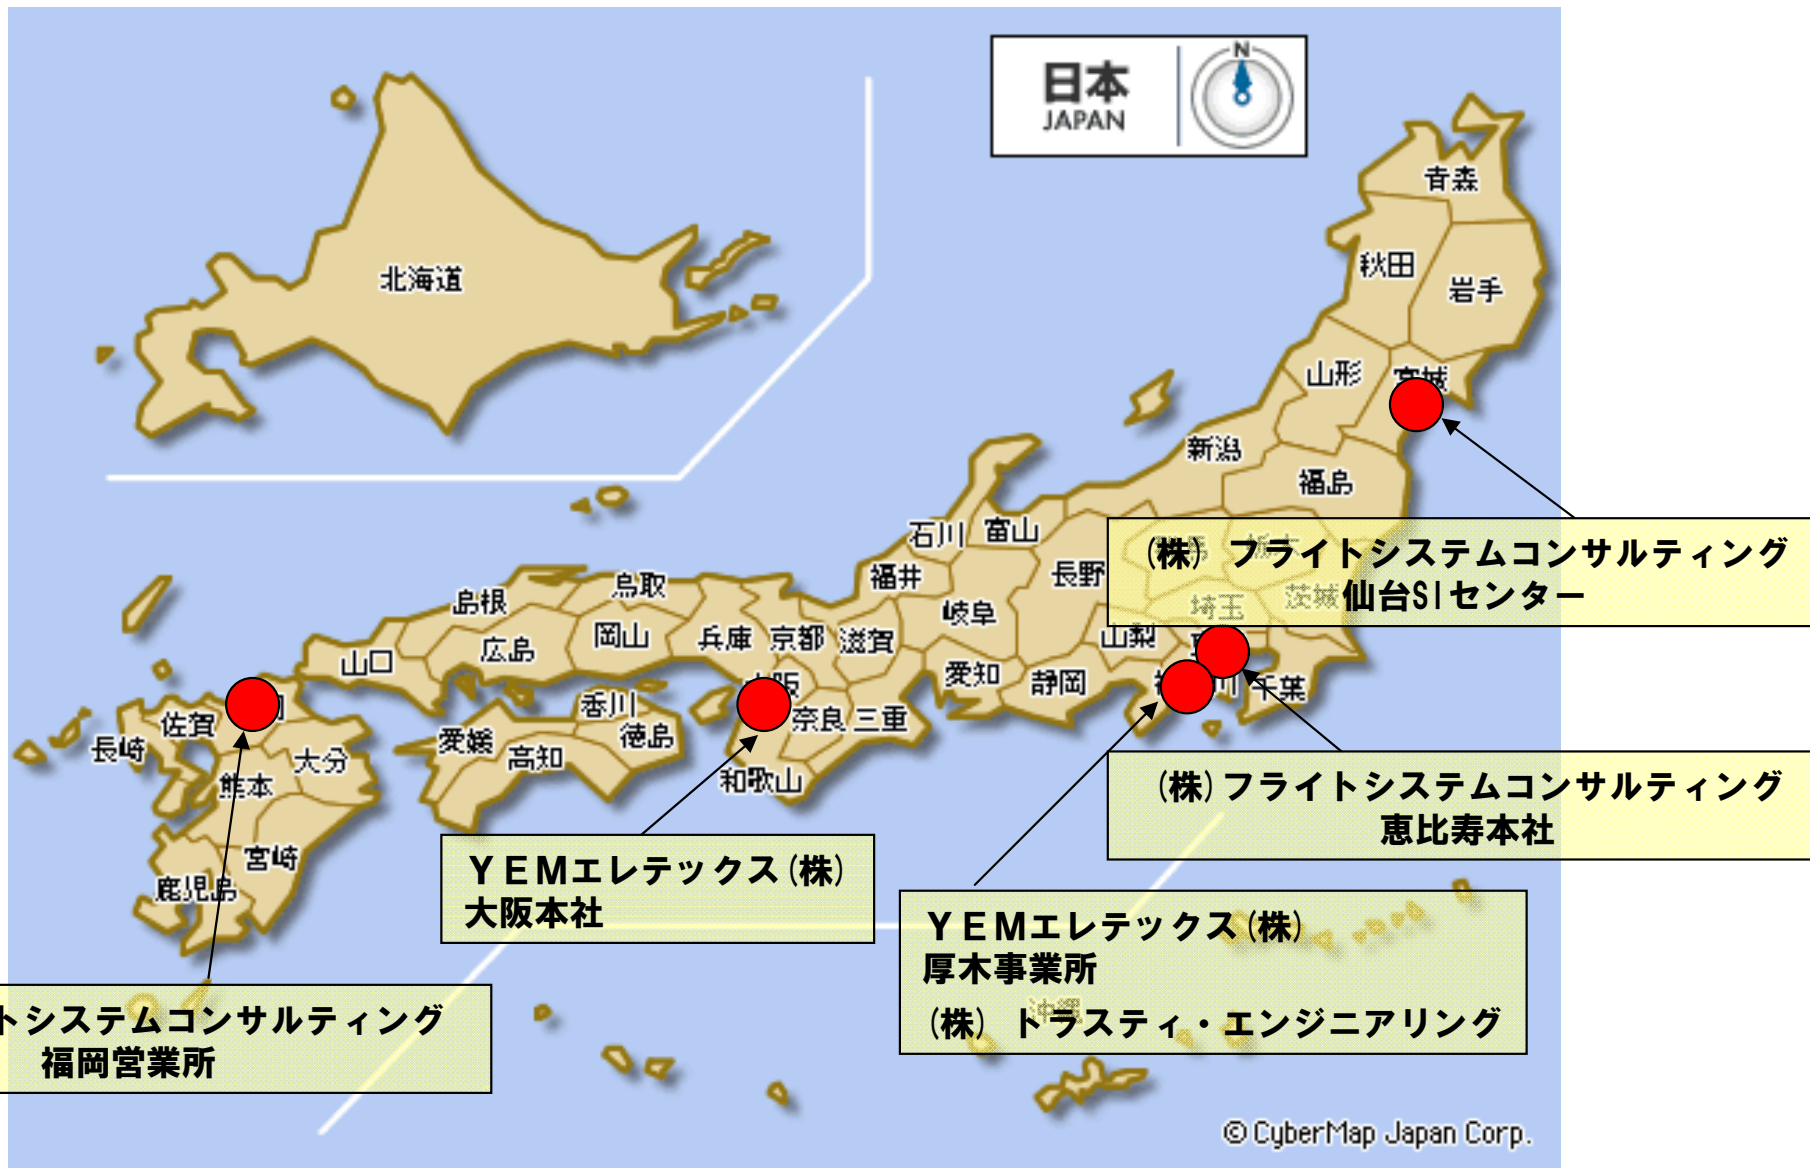 日本
JAPAN
N
北海道
青森
秋田
岩手
山形
宮城
新潟
福島
石川
富山
福井
長野
岐阜
群馬
栃木
茨城
埼玉
山梨
千葉
静岡
愛知
島根
鳥取
広島
岡山
兵庫
京都
滋賀
山口
大阪
奈良
三重
和歌山
香川
徳島
愛媛
高知
佐賀
長崎
大分
熊本
宮崎
鹿児島
沖縄
(株) フライトシステムコンサルティング
仙台SIセンター
(株)フライトシステムコンサルティング
恵比寿本社
YEMエレテックス(株)
大阪本社
YEMエレテックス(株)
厚木事業所
(株) トラスティ・エンジニアリング
トシステムコンサルティング
福岡営業所
© CyberMap Japan Corp.